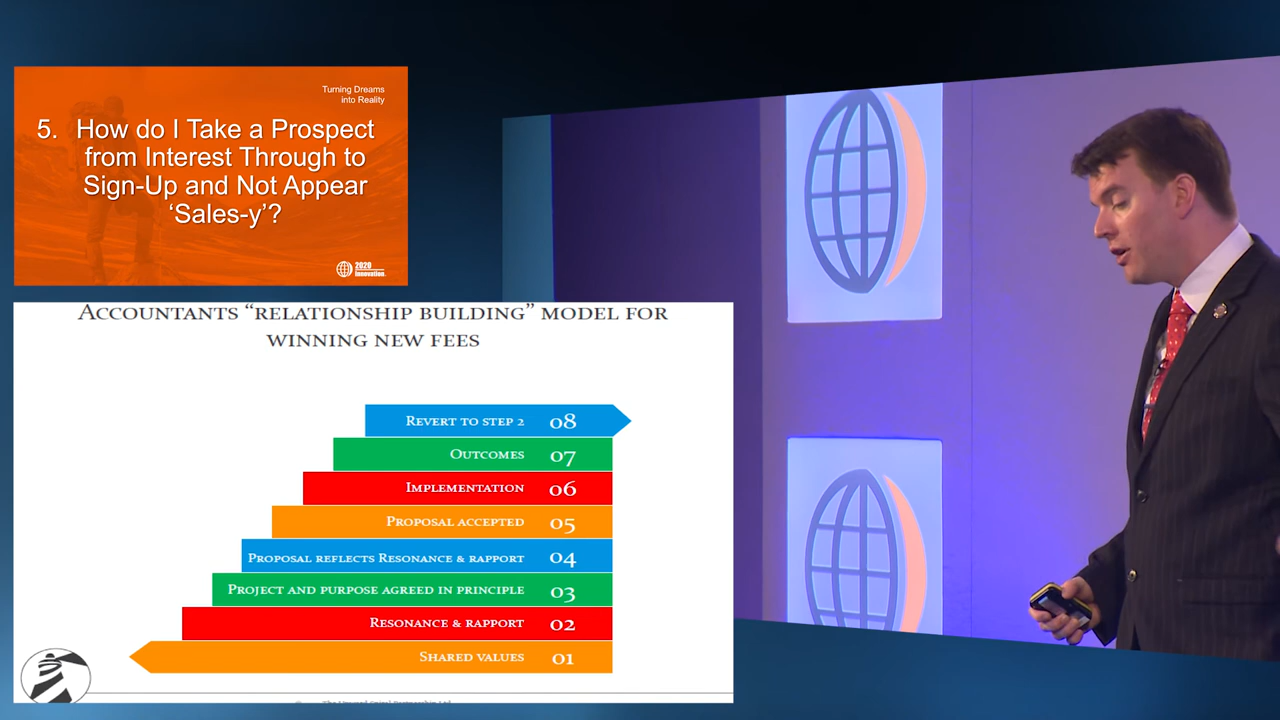 Turning Dreams
into Reality
5. How do I Take a Prospect
from Interest Through to
Sign-Up and Not Appear
‘Sales-y’?
2020
Innovation
Accountants “relationship building” model for
winning new fees
Revert to step 2 08
Outcomes 07
Implementation 06
Proposal accepted 05
Proposal reflects Resonance & rapport 04
Project and purpose agreed in principle 03
Resonance & rapport 02
Shared values 01